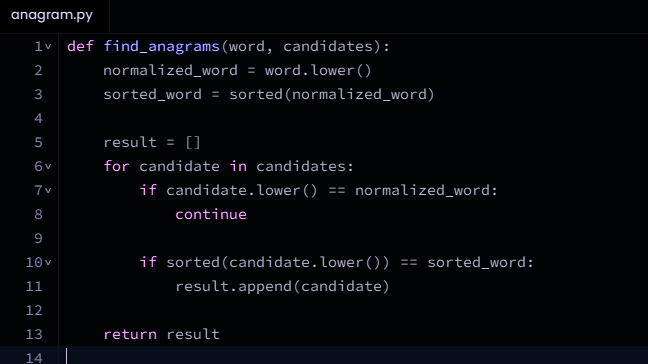 anagram.py
1 def find_anagrams(word, candidates):
2     normalized_word = word.lower()
3     sorted_word = sorted(normalized_word)
4
5     result = []
6     for candidate in candidates:
7         if candidate.lower() == normalized_word:
8             continue
9
10         if sorted(candidate.lower()) == sorted_word:
11             result.append(candidate)
12
13     return result
14